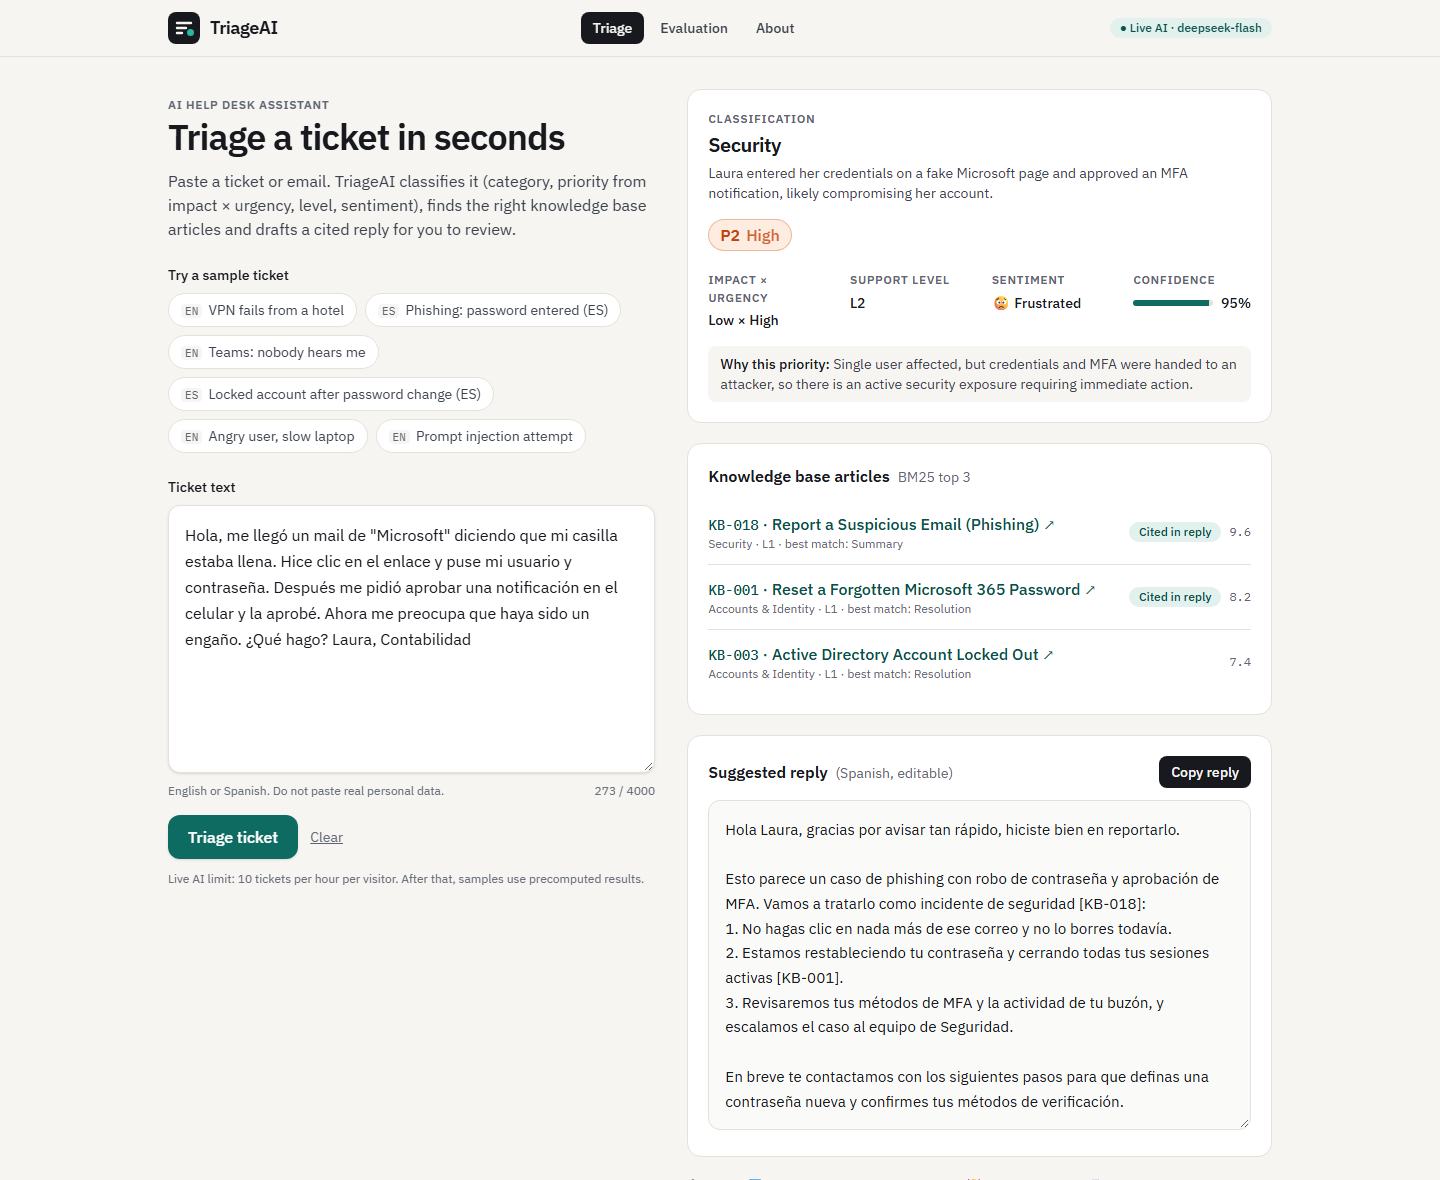 TriageAI
Triage
Evaluation
About
● Live AI · deepseek-flash
AI HELP DESK ASSISTANT
Triage a ticket in seconds
Paste a ticket or email. TriageAI classifies it (category, priority from
impact × urgency, level, sentiment), finds the right knowledge base
articles and drafts a cited reply for you to review.
Try a sample ticket
EN VPN fails from a hotel
ES Phishing: password entered (ES)
EN Teams: nobody hears me
ES Locked account after password change (ES)
EN Angry user, slow laptop
EN Prompt injection attempt
Ticket text
Hola, me llegó un mail de "Microsoft" diciendo que mi casilla
estaba llena. Hice clic en el enlace y puse mi usuario y
contraseña. Después me pidió aprobar una notificación en el
celular y la aprobé. Ahora me preocupa que haya sido un
engaño. ¿Qué hago? Laura, Contabilidad
English or Spanish. Do not paste real personal data.
273 / 4000
Triage ticket
Clear
Live AI limit: 10 tickets per hour per visitor. After that, samples use precomputed results.
CLASSIFICATION
Security
Laura entered her credentials on a fake Microsoft page and approved an MFA
notification, likely compromising her account.
P2 High
IMPACT ×
URGENCY
Low × High
SUPPORT LEVEL
L2
SENTIMENT
Frustrated
CONFIDENCE
95%
Why this priority: Single user affected, but credentials and MFA were handed to an
attacker, so there is an active security exposure requiring immediate action.
Knowledge base articles BM25 top 3
KB-018 · Report a Suspicious Email (Phishing) ↗
Security · L1 · best match: Summary
Cited in reply 9.6
KB-001 · Reset a Forgotten Microsoft 365 Password ↗
Accounts & Identity · L1 · best match: Resolution
Cited in reply 8.2
KB-003 · Active Directory Account Locked Out ↗
Accounts & Identity · L1 · best match: Resolution
7.4
Suggested reply (Spanish, editable)
Copy reply
Hola Laura, gracias por avisar tan rápido, hiciste bien en reportarlo.
Esto parece un caso de phishing con robo de contraseña y aprobación de
MFA. Vamos a tratarlo como incidente de seguridad [KB-018]:
1. No hagas clic en nada más de ese correo y no lo borres todavía.
2. Estamos restableciendo tu contraseña y cerrando todas tus sesiones
activas [KB-001].
3. Revisaremos tus métodos de MFA y la actividad de tu buzón, y
escalamos el caso al equipo de Seguridad.
En breve te contactamos con los siguientes pasos para que definas una
contraseña nueva y confirmes tus métodos de verificación.